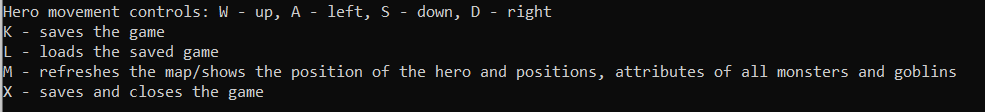 Hero movement controls: W - up, A - left, S - down, D - right
K - saves the game
L - loads the saved game
M - refreshes the map/shows the position of the hero and positions, attributes of all monsters and goblins
X - saves and closes the game